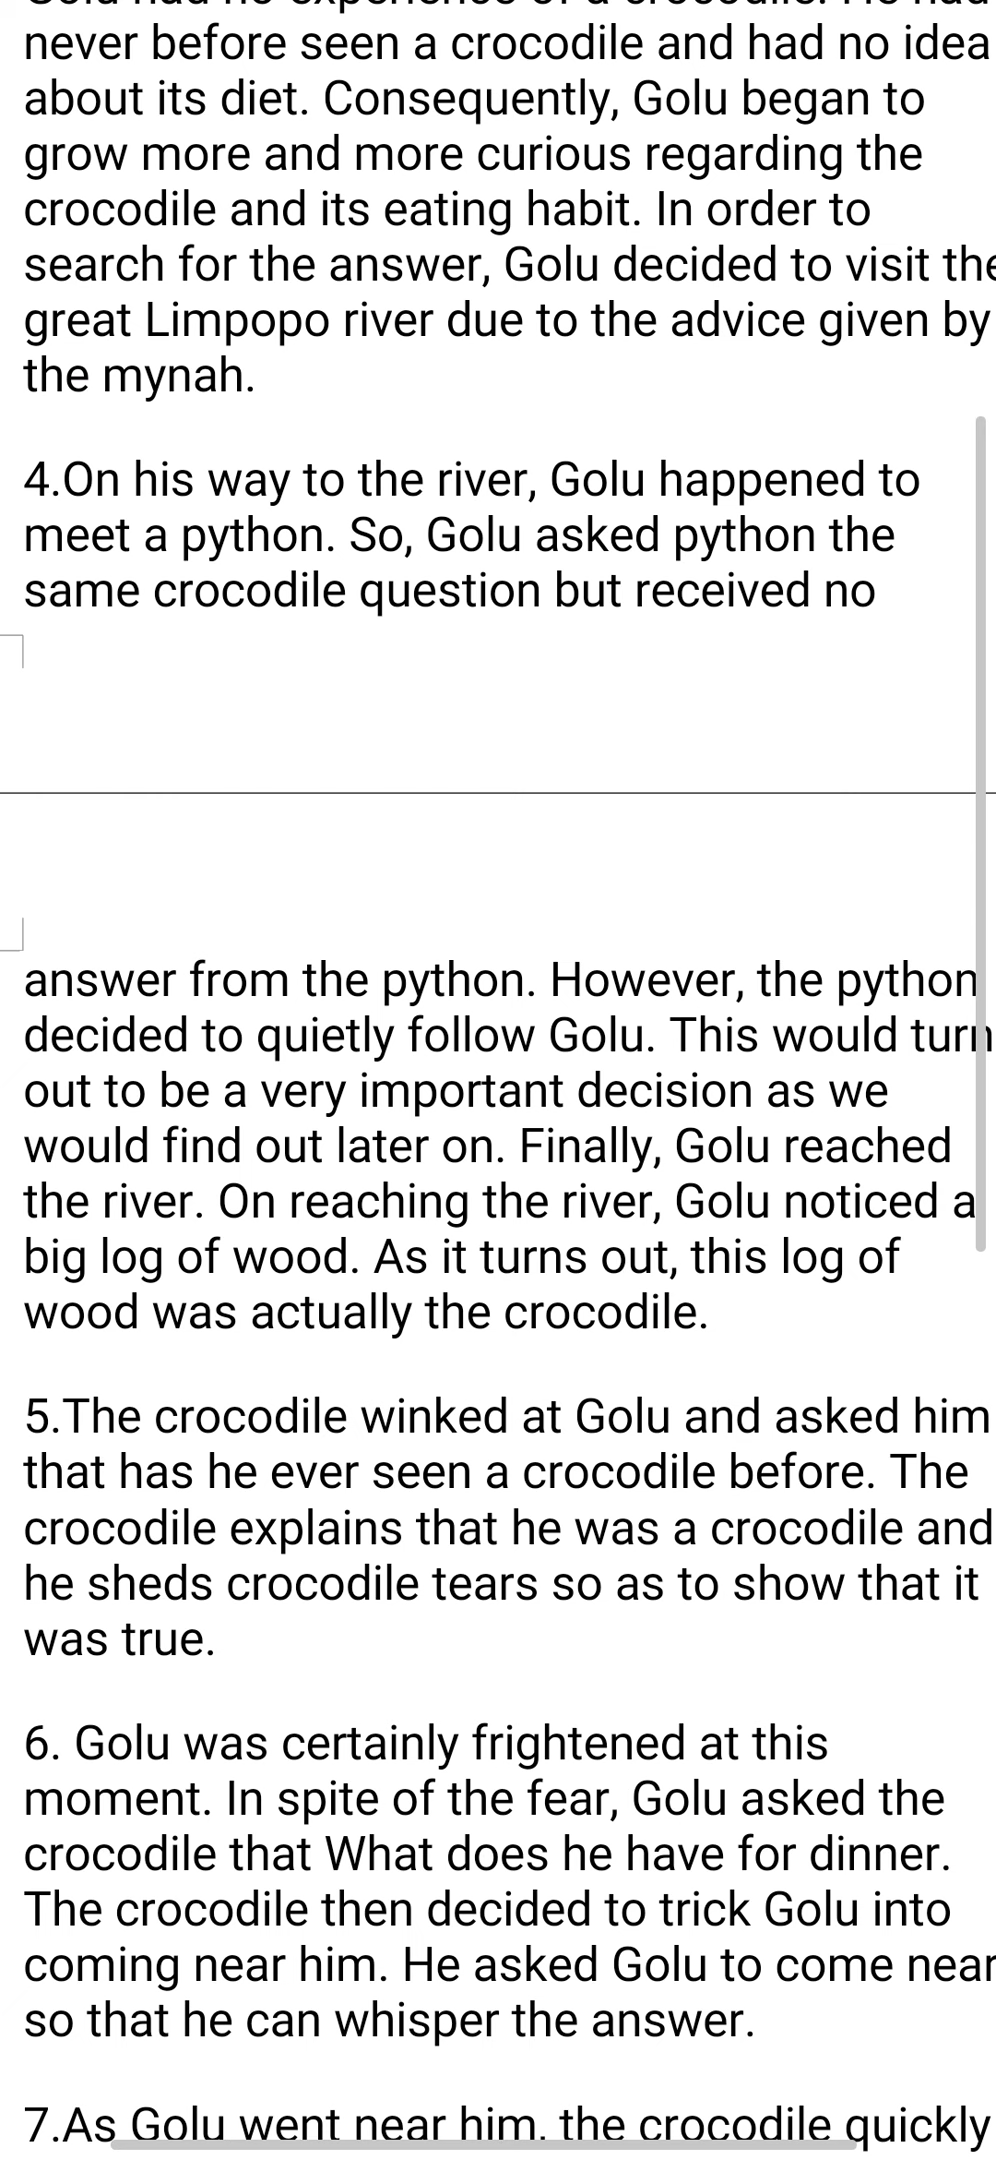 never before seen a crocodile and had no idea
about its diet. Consequently, Golu began to
grow more and more curious regarding the
crocodile and its eating habit. In order to
search for the answer, Golu decided to visit the
great Limpopo river due to the advice given by
the mynah.
4.On his way to the river, Golu happened to
meet a python. So, Golu asked python the
same crocodile question but received no
answer from the python. However, the python
decided to quietly follow Golu. This would turn
out to be a very important decision as we
would find out later on. Finally, Golu reached
the river. On reaching the river, Golu noticed a
big log of wood. As it turns out, this log of
wood was actually the crocodile.
5.The crocodile winked at Golu and asked him
that has he ever seen a crocodile before. The
crocodile explains that he was a crocodile and
he sheds crocodile tears so as to show that it
was true.
6. Golu was certainly frightened at this
moment. In spite of the fear, Golu asked the
crocodile that What does he have for dinner.
The crocodile then decided to trick Golu into
coming near him. He asked Golu to come near
so that he can whisper the answer.
7.As Golu went near him, the crocodile quickly